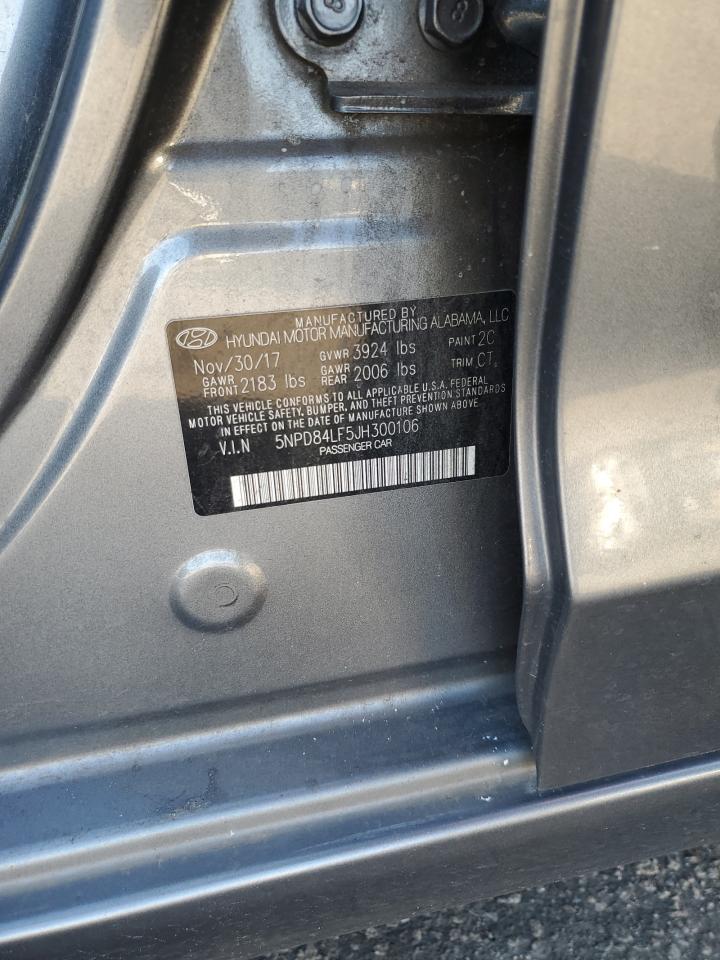 8 8
MANUFACTURED BY
HYUNDAI MOTOR MANUFACTURING ALABAMA, LLC
Nov/30/17 GVWR 3924 lbs PAINT 2C
GAWR FRONT 2183 lbs GAWR REAR 2006 lbs TRIM CT
THIS VEHICLE CONFORMS TO ALL APPLICABLE U.S.A. FEDERAL
MOTOR VEHICLE SAFETY, BUMPER, AND THEFT PREVENTION STANDARDS
IN EFFECT ON THE DATE OF MANUFACTURE SHOWN ABOVE
V.I.N 5NPD84LF5JH300106
PASSENGER CAR